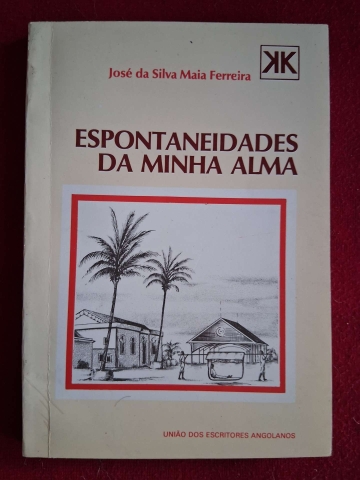 José da Silva Maia Ferreira
KK
ESPONTANEIDADES
DA MINHA ALMA
UNIÃO DOS ESCRITORES ANGOLANOS